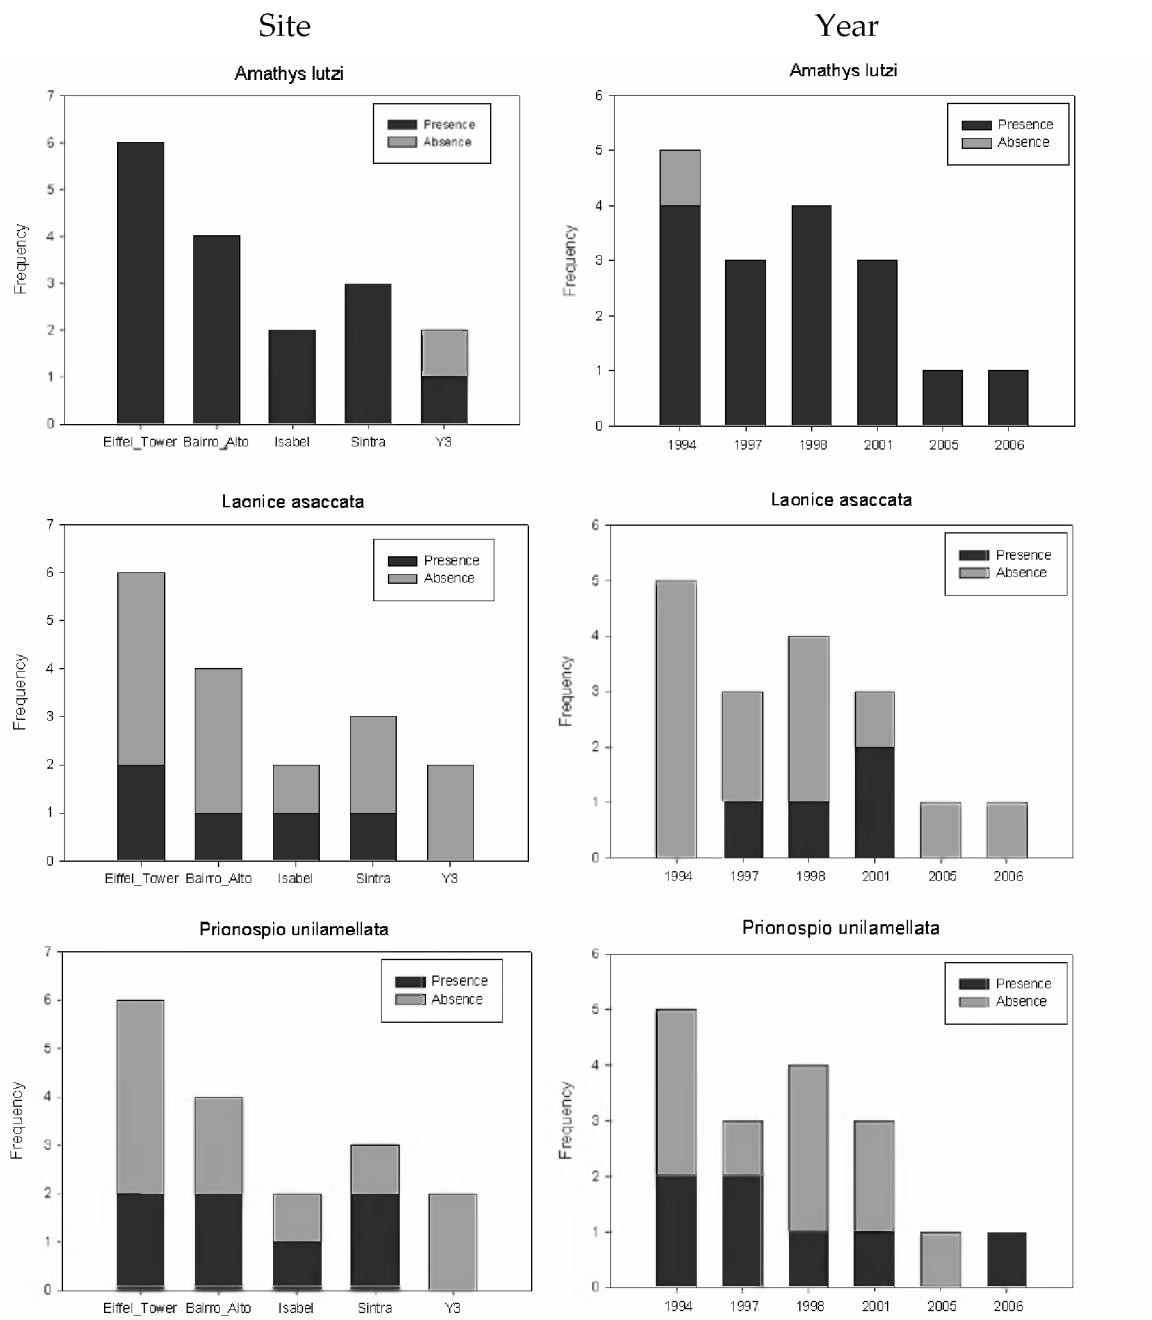 Site
Year
Amathys lutzi
7
6
5
4
3
2
1
0
Frequency
Presence
Absence
Eiffel_Tower Bairro_Alto Isabel Sintra Y3
Amathys lutzi
6
5
4
3
2
1
0
Frequency
Presence
Absence
1994 1997 1998 2001 2005 2006
Laonice asaccata
7
6
5
4
3
2
1
0
Frequency
Presence
Absence
Eiffel_Tower Bairro_Alto Isabel Sintra Y3
Laonice asaccata
6
5
4
3
2
1
0
Frequency
Presence
Absence
1994 1997 1998 2001 2005 2006
Prionospio unilamellata
7
6
5
4
3
2
1
0
Frequency
Presence
Absence
Eiffel_Tower Bairro_Alto Isabel Sintra Y3
Prionospio unilamellata
6
5
4
3
2
1
0
Frequency
Presence
Absence
1994 1997 1998 2001 2005 2006